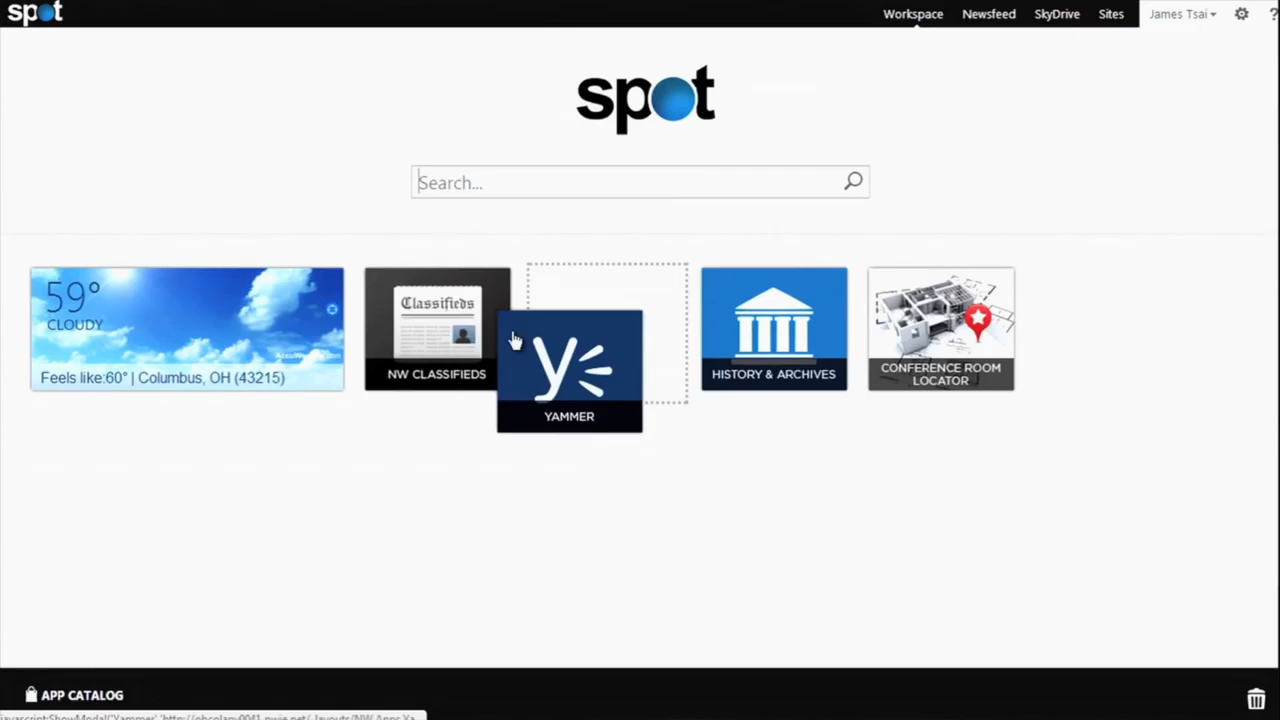 spot
Workspace Newsfeed SkyDrive Sites James Tsai ?
spot
Search...
59°
CLOUDY
Feels like:60° | Columbus, OH (43215)
Classifieds
NW CLASSIFIEDS
y
YAMMER
HISTORY & ARCHIVES
CONFERENCE ROOM
LOCATOR
APP CATALOG